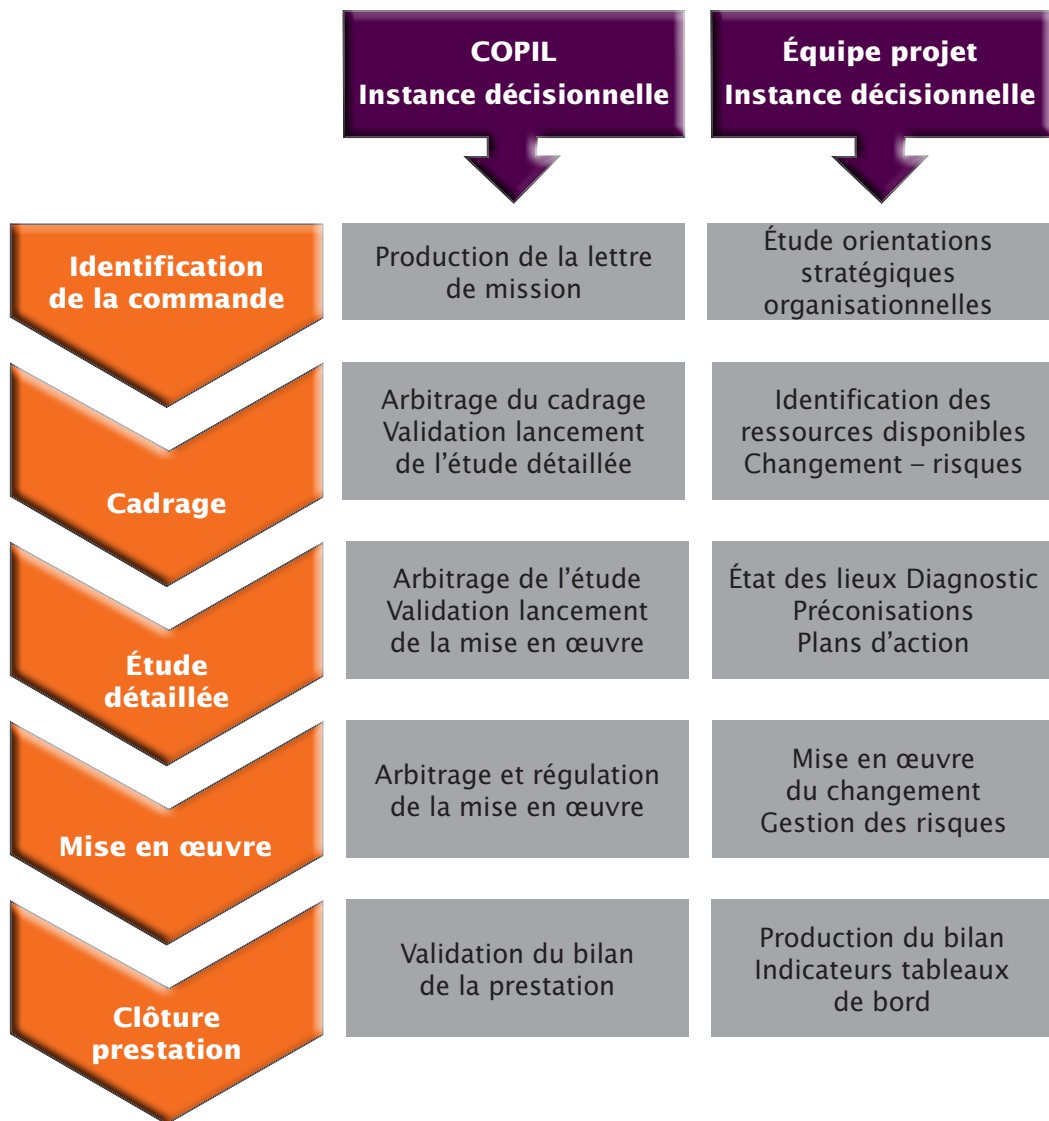 COPIL
Instance décisionnelle
Équipe projet
Instance décisionnelle
Identification
de la commande
Production de la lettre
de mission
Étude orientations
stratégiques
organisationnelles
Cadrage
Arbitrage du cadrage
Validation lancement
de l’étude détaillée
Identification des
ressources disponibles
Changement – risques
Étude
détaillée
Arbitrage de l’étude
Validation lancement
de la mise en œuvre
État des lieux Diagnostic
Préconisations
Plans d’action
Mise en œuvre
Arbitrage et régulation
de la mise en œuvre
Mise en œuvre
du changement
Gestion des risques
Clôture
prestation
Validation du bilan
de la prestation
Production du bilan
Indicateurs tableaux
de bord